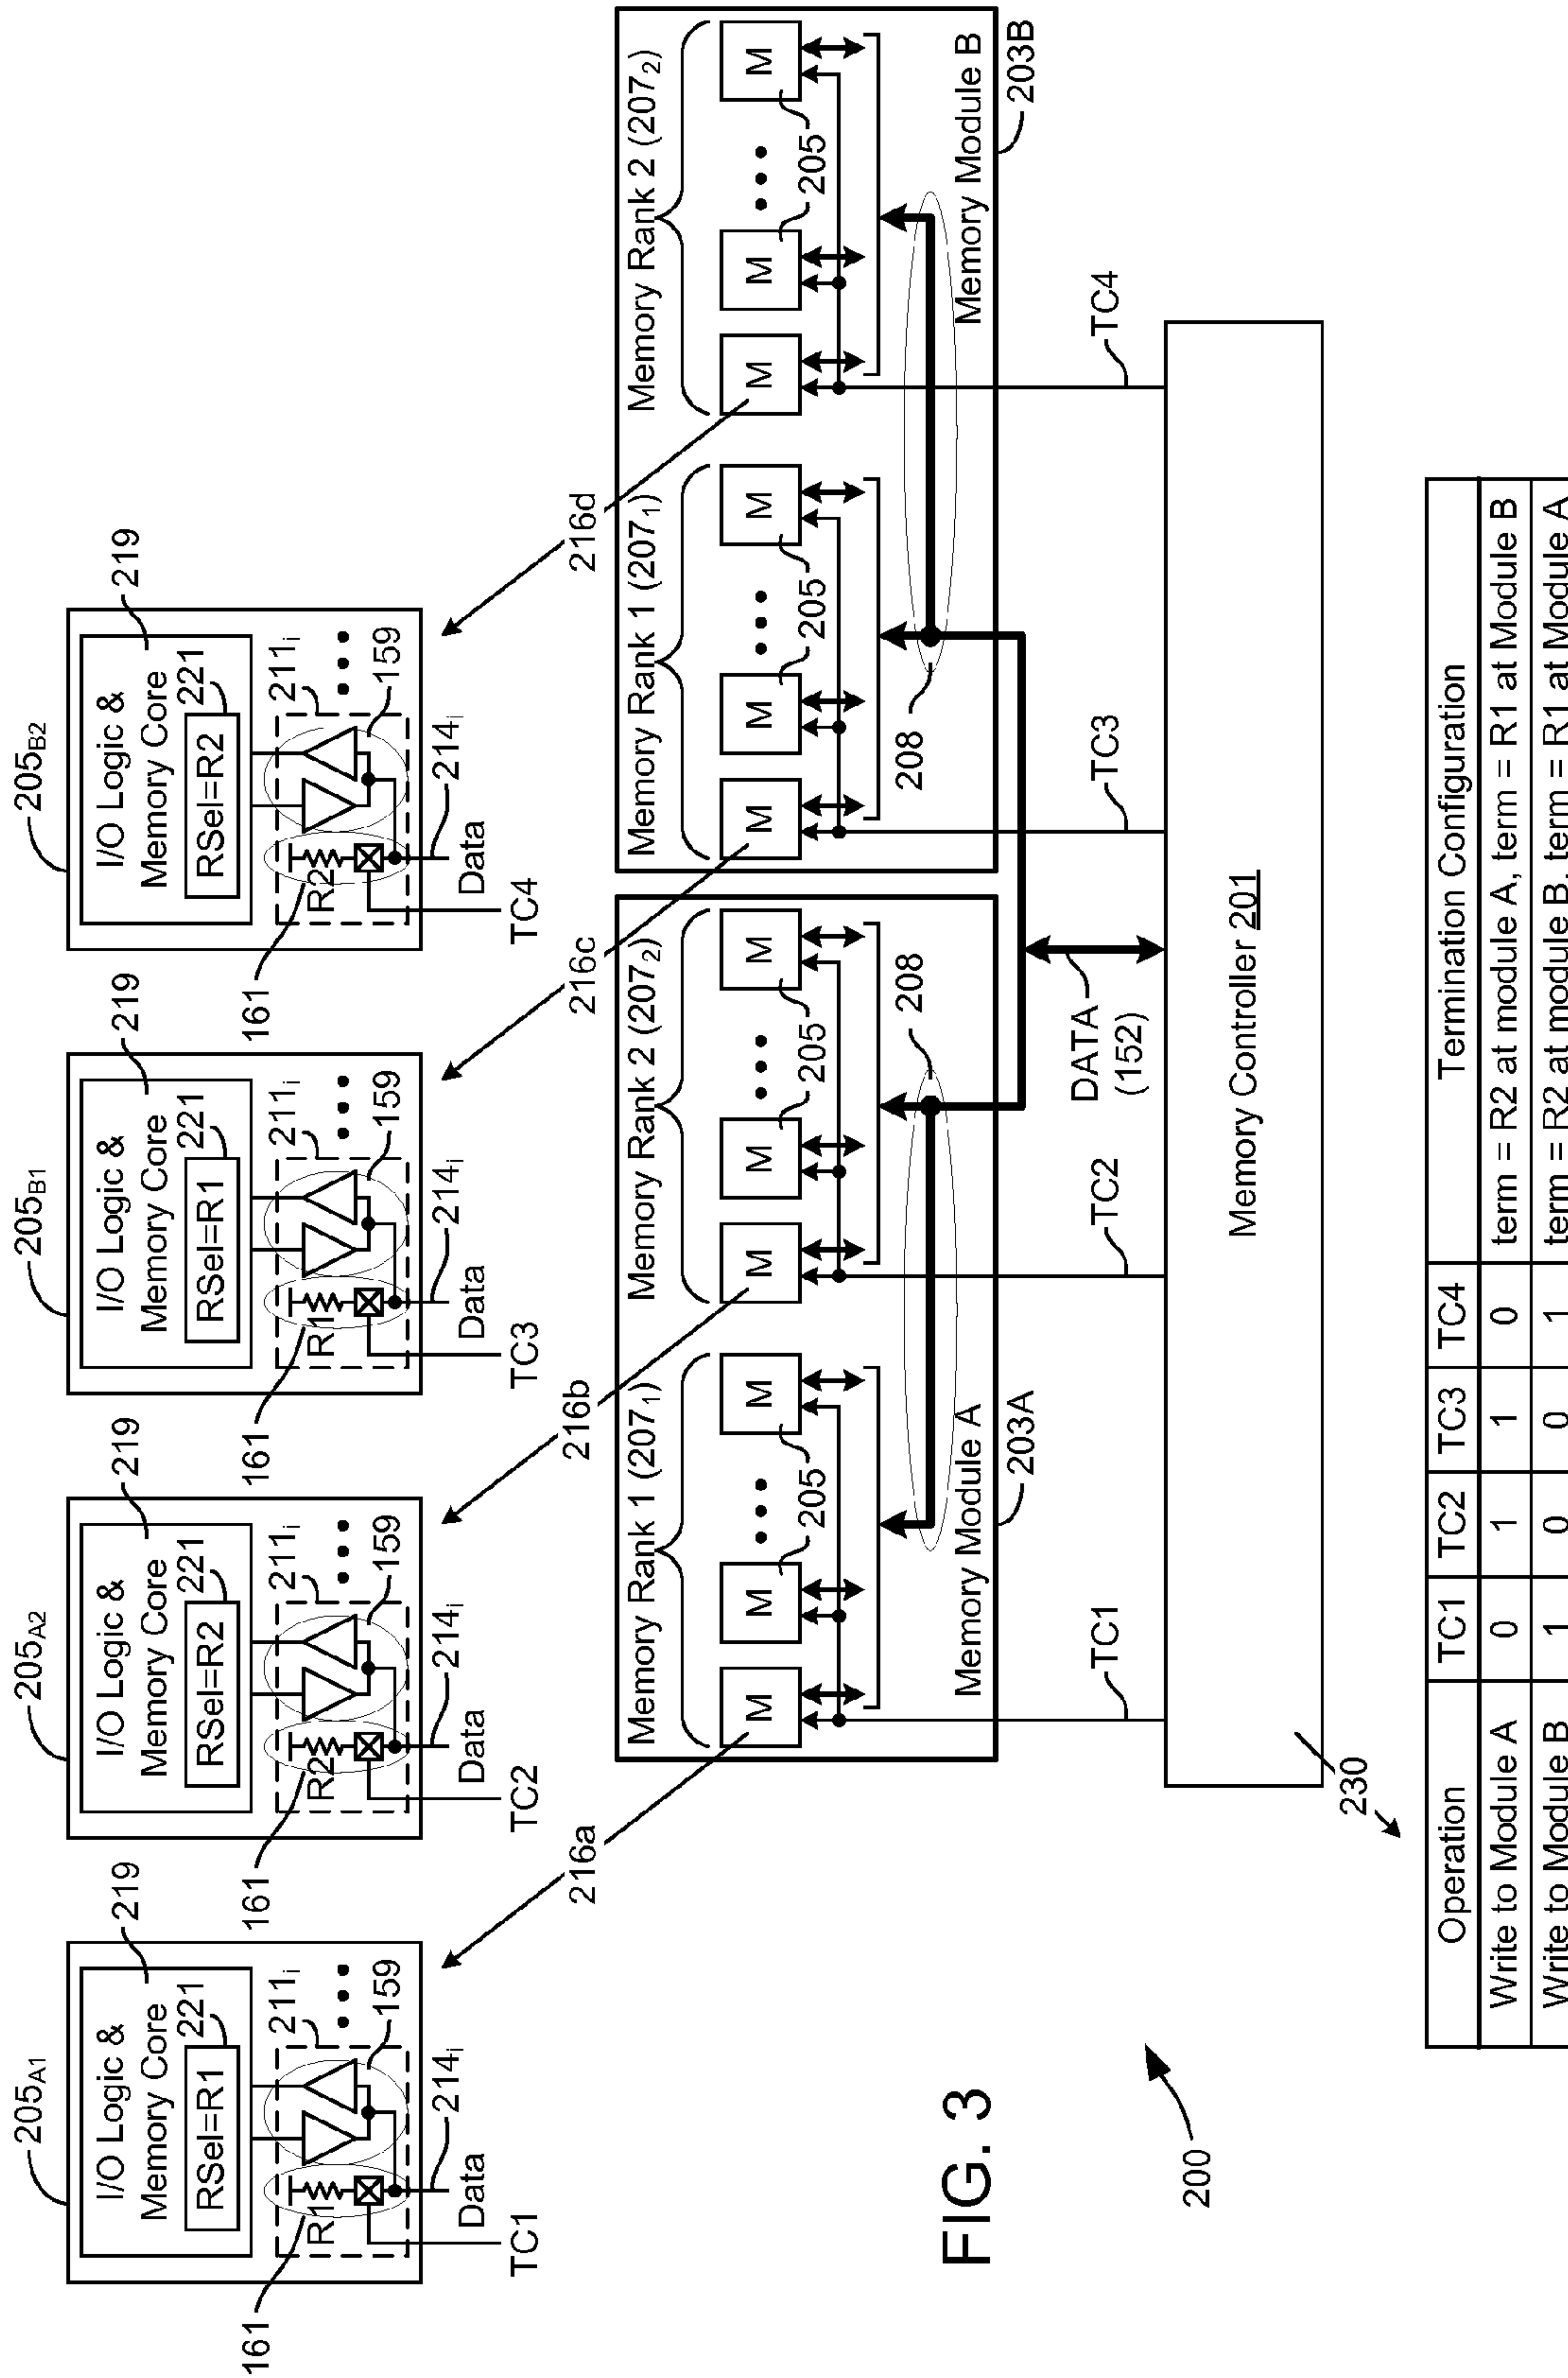 205A1
I/O Logic &
Memory Core
219
RSel=R1
221
211i
R1
159
161
214i
Data
TC1
205A2
I/O Logic &
Memory Core
219
RSel=R2
221
211i
R2
159
161
214i
Data
TC2
205B1
I/O Logic &
Memory Core
219
RSel=R1
221
211i
R1
159
161
214i
Data
TC3
205B2
I/O Logic &
Memory Core
219
RSel=R2
221
211i
R2
159
161
214i
Data
TC4
216a
216b
216c
216d
Memory Rank 1 (207₁)
M
M
M
205
205
Memory Rank 2 (207₂)
M
M
M
205
205
208
Memory Module A
203A
Memory Rank 1 (207₁)
M
M
M
205
205
Memory Rank 2 (207₂)
M
M
M
205
205
208
Memory Module B
203B
TC1
TC2
DATA
(152)
TC3
TC4
Memory Controller 201
FIG. 3
200
230
Operation TC1 TC2 TC3 TC4 Termination Configuration
Write to Module A 0 1 1 0 term = R2 at module A, term = R1 at Module B
Write to Module B 1 0 0 1 term = R2 at module B, term = R1 at Module A